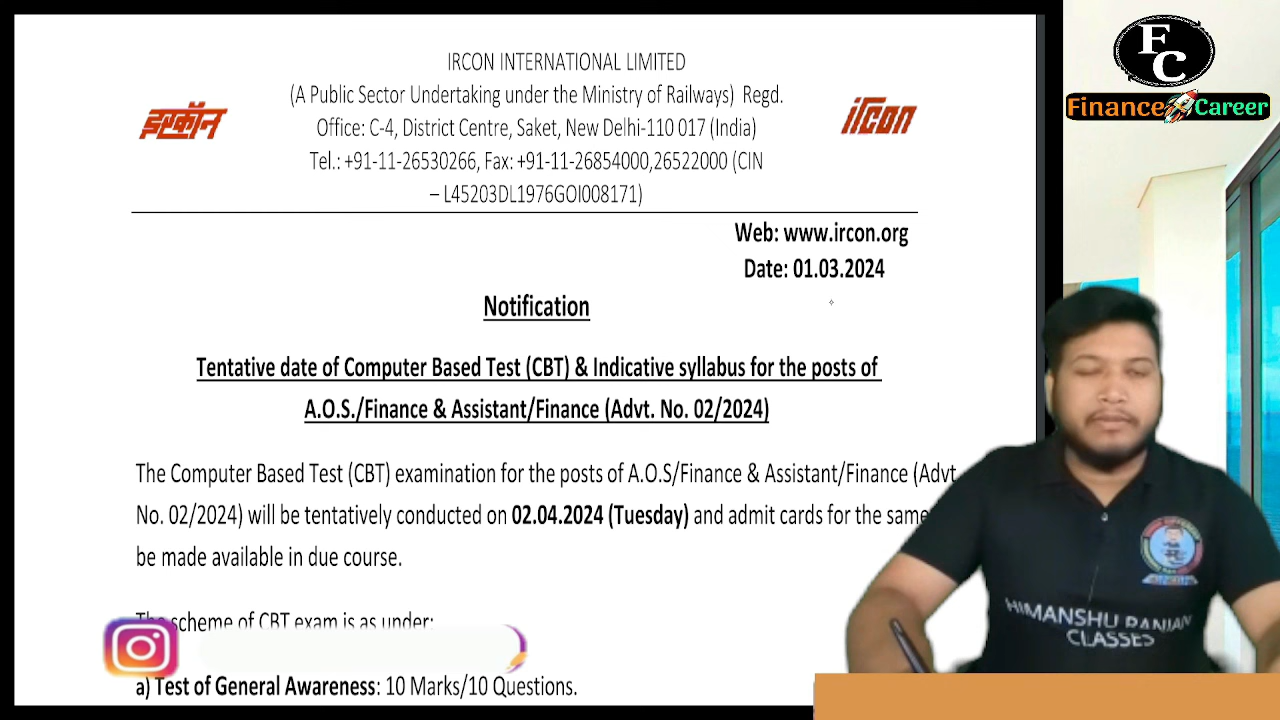 IRCON INTERNATIONAL LIMITED
(A Public Sector Undertaking under the Ministry of Railways) Regd.
Office: C-4, District Centre, Saket, New Delhi-110 017 (India)
Tel.: +91-11-26530266, Fax: +91-11-26854000,26522000 (CIN
– L45203DL1976GOI008171)
इरकॉन
ircon
FC
Finance Career
Web: www.ircon.org
Date: 01.03.2024
Notification
Tentative date of Computer Based Test (CBT) & Indicative syllabus for the posts of
A.O.S./Finance & Assistant/Finance (Advt. No. 02/2024)
The Computer Based Test (CBT) examination for the posts of A.O.S/Finance & Assistant/Finance (Advt.
No. 02/2024) will be tentatively conducted on 02.04.2024 (Tuesday) and admit cards for the same
be made available in due course.
The scheme of CBT exam is as under:
a) Test of General Awareness: 10 Marks/10 Questions.
HIMANSHU RANJAN
CLASSES